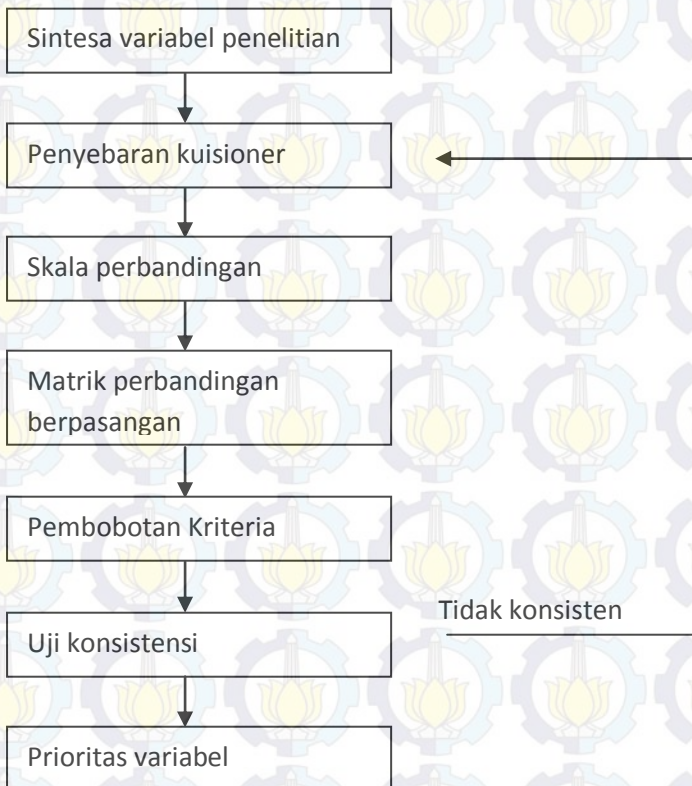 Sintesa variabel penelitian
Penyebaran kuisioner
Skala perbandingan
Matrik perbandingan
berpasangan
Pembobotan Kriteria
Tidak konsisten
Uji konsistensi
Prioritas variabel